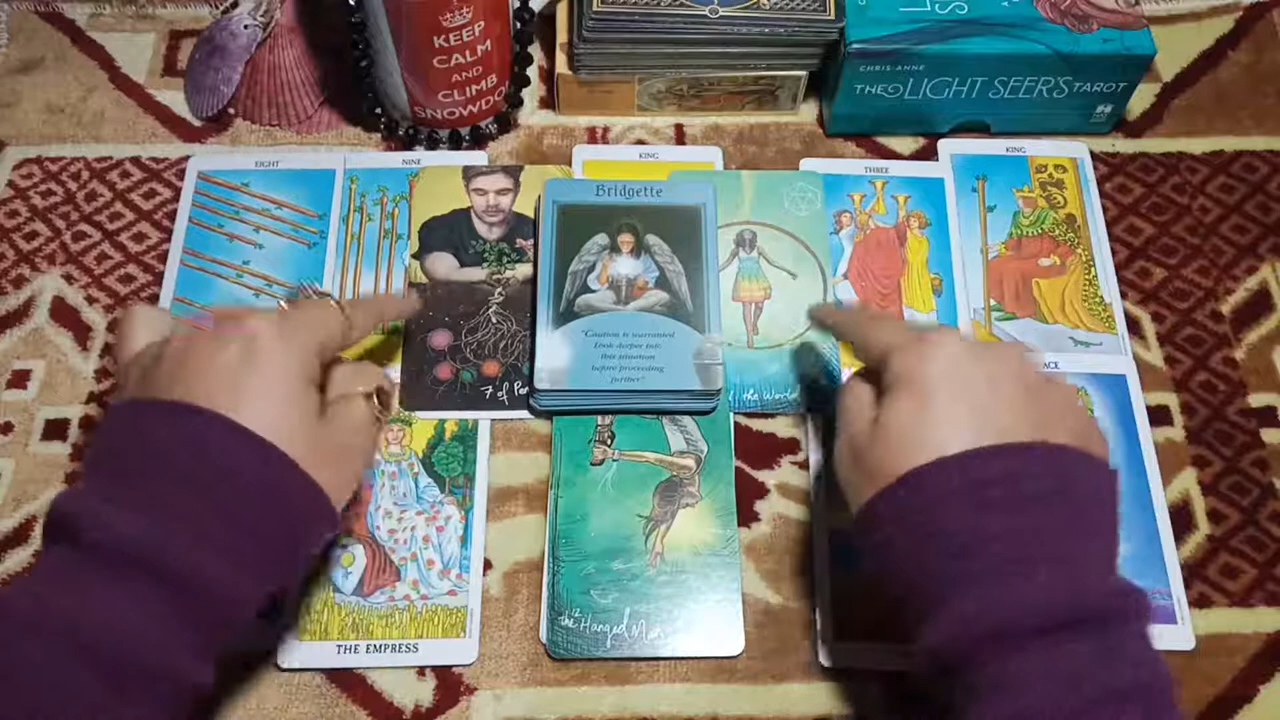 KEEP
CALM
AND
CLIMB
SNOWDO
CHRIS-ANNE
THE LIGHT SEER'S TAROT
EIGHT
NINE
KING
THREE
KING
Bridgette
"Caution is warranted
Look deeper into
this situation
before proceeding
further"
7 of Pen
the World
ACE
12
the Hanged Man
THE EMPRESS